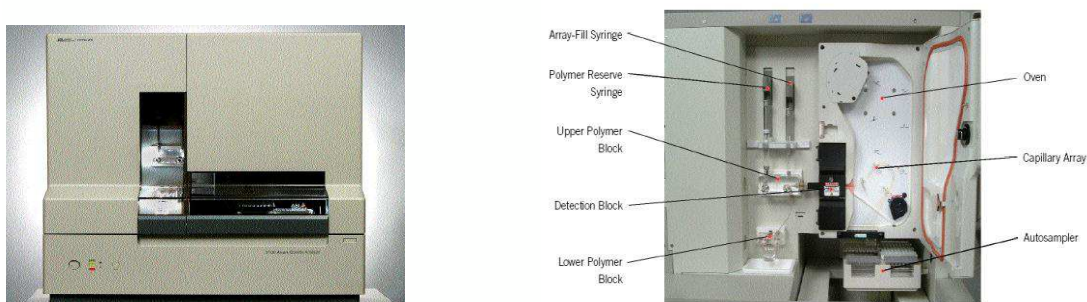 Array-Fill Syringe
Polymer Reserve
Syringe
Upper Polymer
Block
Detection Block
Lower Polymer
Block
Oven
Capillary Array
Autosampler